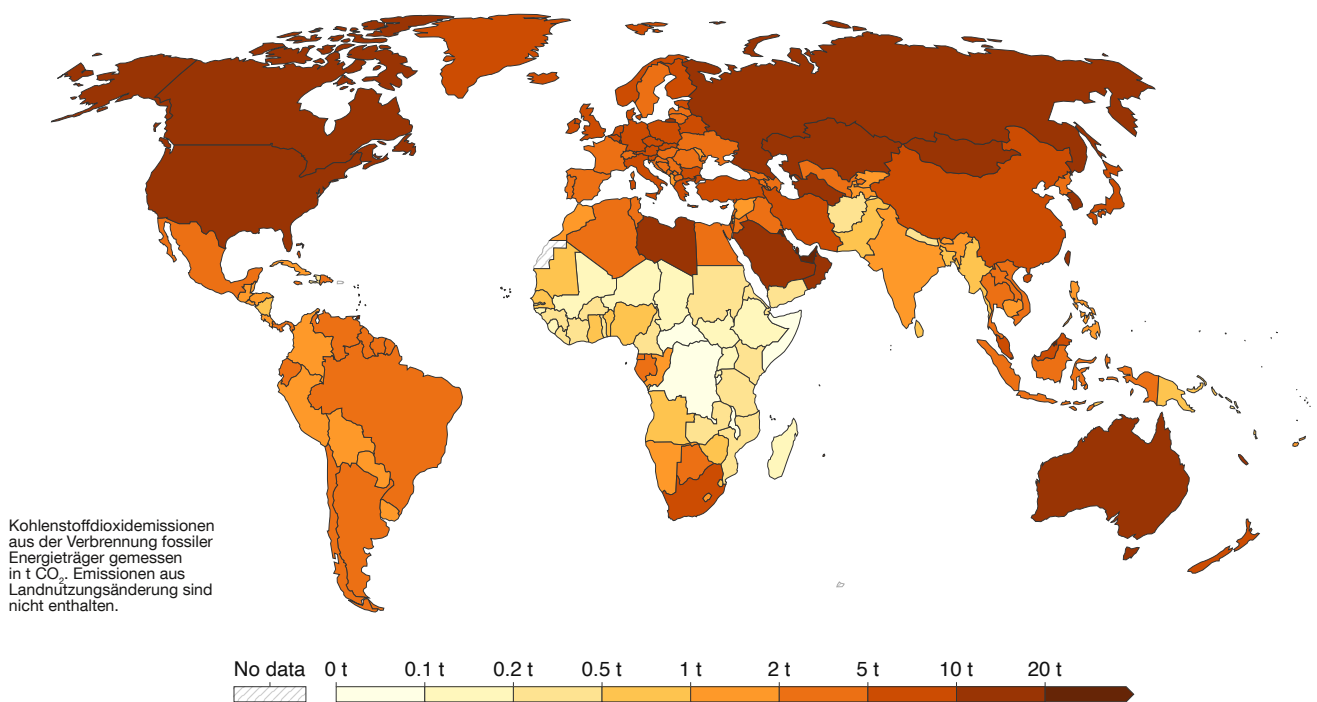 Kohlenstoffdioxidemissionen
aus der Verbrennung fossiler
Energieträger gemessen
in t CO₂. Emissionen aus
Landnutzungsänderung sind
nicht enthalten.
No data 0 t 0.1 t 0.2 t 0.5 t 1 t 2 t 5 t 10 t 20 t